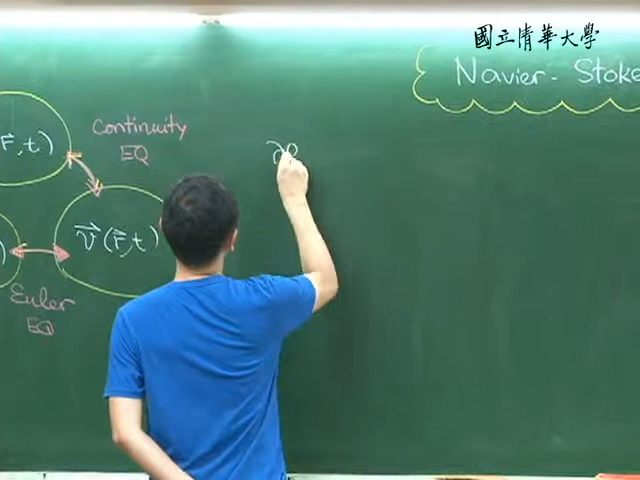 國立清華大學
Navier - Stoke
r,t)
Continuity
EQ
v⃗(r⃗,t)
Euler
EQ